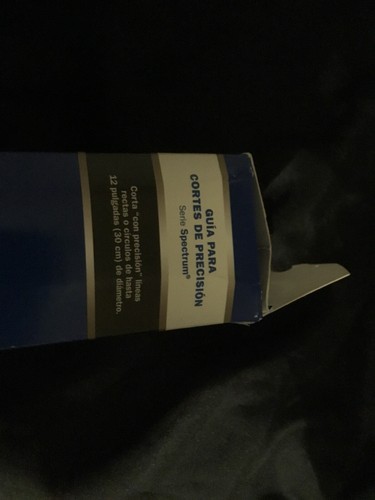 GUÍA PARA
CORTES DE PRECISIÓN
Serie Spectrum®
Corta "con precisión" líneas
rectas o círculos de hasta
12 pulgadas (30 cm) de diámetro.